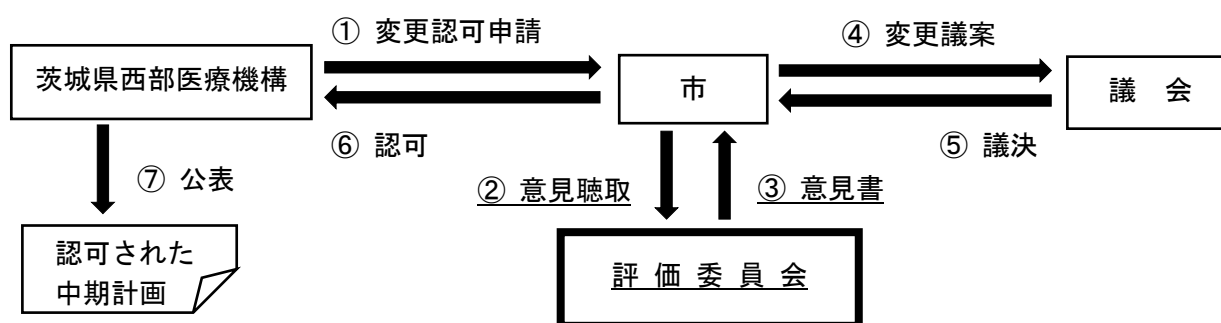 ① 変更認可申請
④ 変更議案
茨城県西部医療機構
市
議 会
⑥ 認可
⑤ 議決
⑦ 公表
② 意見聴取
③ 意見書
認可された
中期計画
評 価 委 員 会